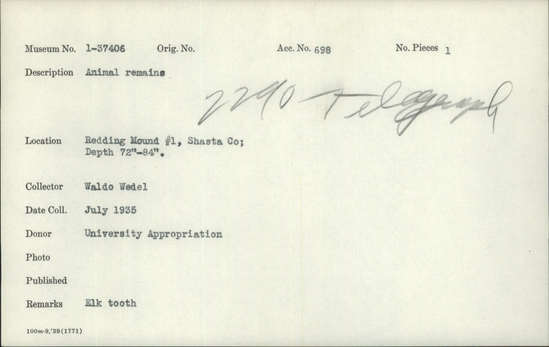 Museum No. 1-37406 Orig. No. Acc. No. 698 No. Pieces 1
Description Animal remains
2290 Telegraph
Location Redding Mound #1, Shasta Co;
Depth 72"-84".
Collector Waldo Wedel
Date Coll. July 1935
Donor University Appropriation
Photo
Published
Remarks Elk tooth
100m-9,'29(1771)